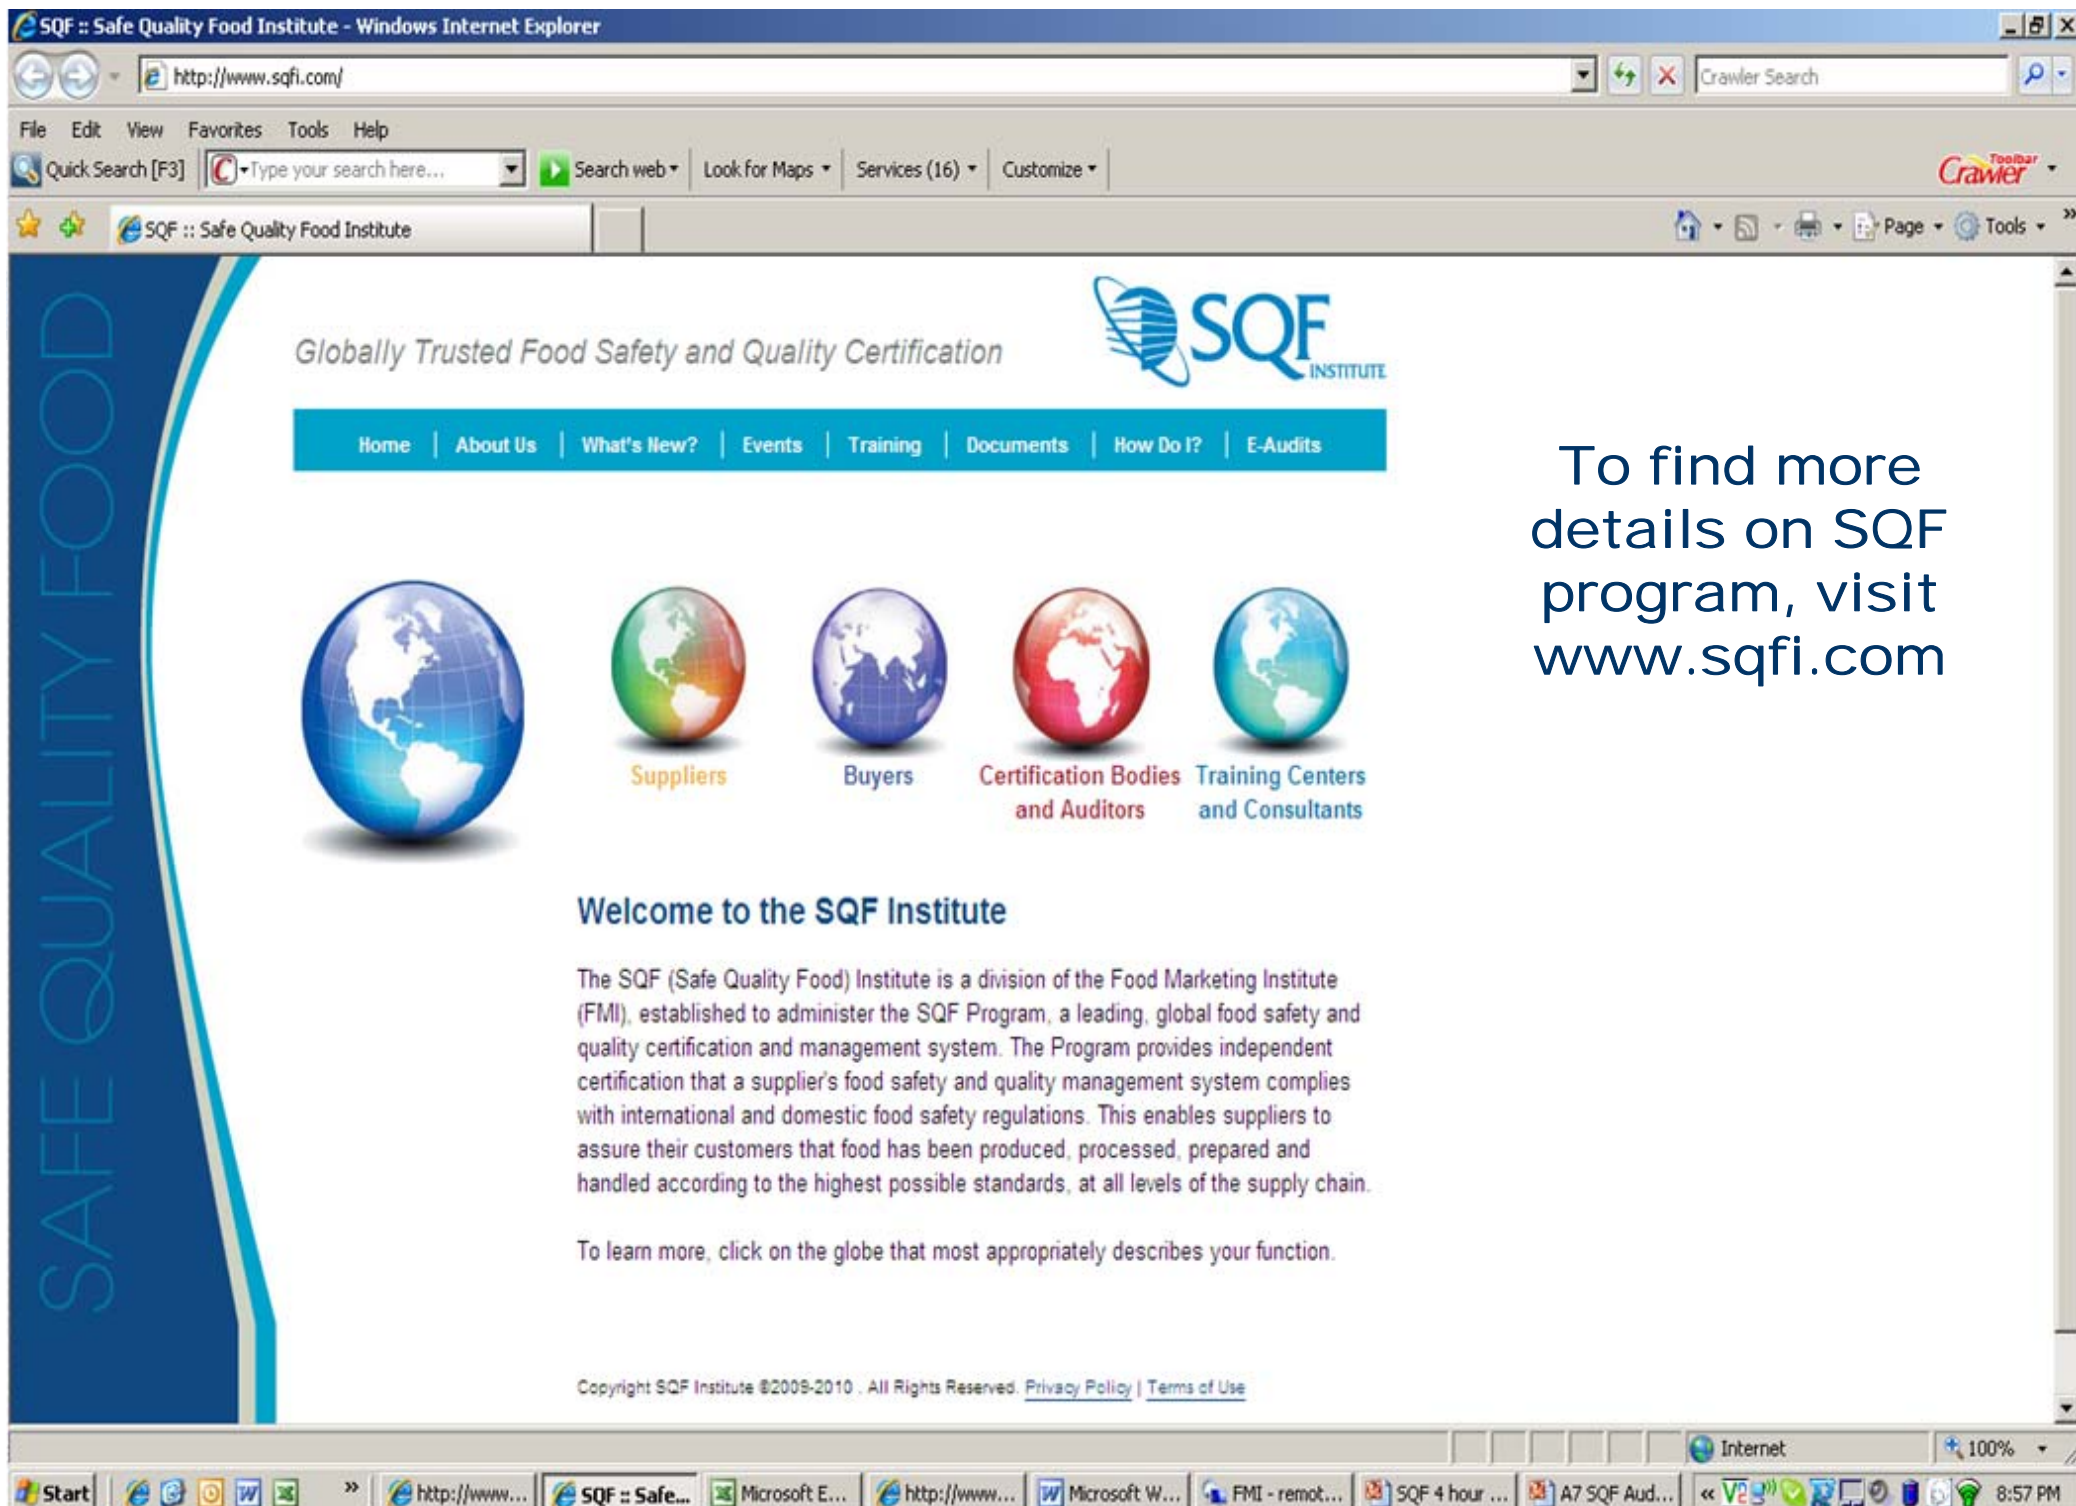 SQF :: Safe Quality Food Institute - Windows Internet Explorer
http://www.sqfi.com/
Crawler Search
File Edit View Favorites Tools Help
Quick Search [F3] Type your search here... Search web Look for Maps Services (16) Customize Crawler Toolbar
SQF :: Safe Quality Food Institute Page Tools »
SAFE QUALITY FOOD
SQF
INSTITUTE
Globally Trusted Food Safety and Quality Certification
Home | About Us | What's New? | Events | Training | Documents | How Do I? | E-Audits
To find more
details on SQF
program, visit
www.sqfi.com
Suppliers
Buyers
Certification Bodies
and Auditors
Training Centers
and Consultants
Welcome to the SQF Institute
The SQF (Safe Quality Food) Institute is a division of the Food Marketing Institute
(FMI), established to administer the SQF Program, a leading, global food safety and
quality certification and management system. The Program provides independent
certification that a supplier's food safety and quality management system complies
with international and domestic food safety regulations. This enables suppliers to
assure their customers that food has been produced, processed, prepared and
handled according to the highest possible standards, at all levels of the supply chain.
To learn more, click on the globe that most appropriately describes your function.
Copyright SQF Institute ©2009-2010 . All Rights Reserved. Privacy Policy | Terms of Use
Internet 100%
Start » http://www... SQF :: Safe... Microsoft E... http://www... Microsoft W... FMI - remot... SQF 4 hour ... A7 SQF Aud... « 8:57 PM